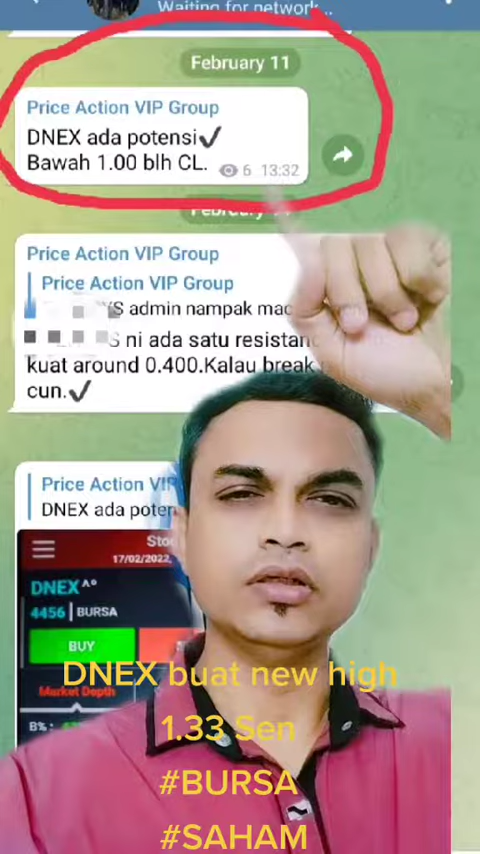 Waiting for network...
February 11
Price Action VIP Group
DNEX ada potensi✔
Bawah 1.00 blh CL.
6 13:32
Price Action VIP Group
Price Action VIP Group
S admin nampak
S ni ada satu
kuat around 0.400.Kalau break
cun.✔
Price Action
DNEX ada
17/02/2022,
DNEX
4456 BURSA
BUY
Market Depth
B% :
DNEX buat new high
1.33 Sen
#BURSA
#SAHAM